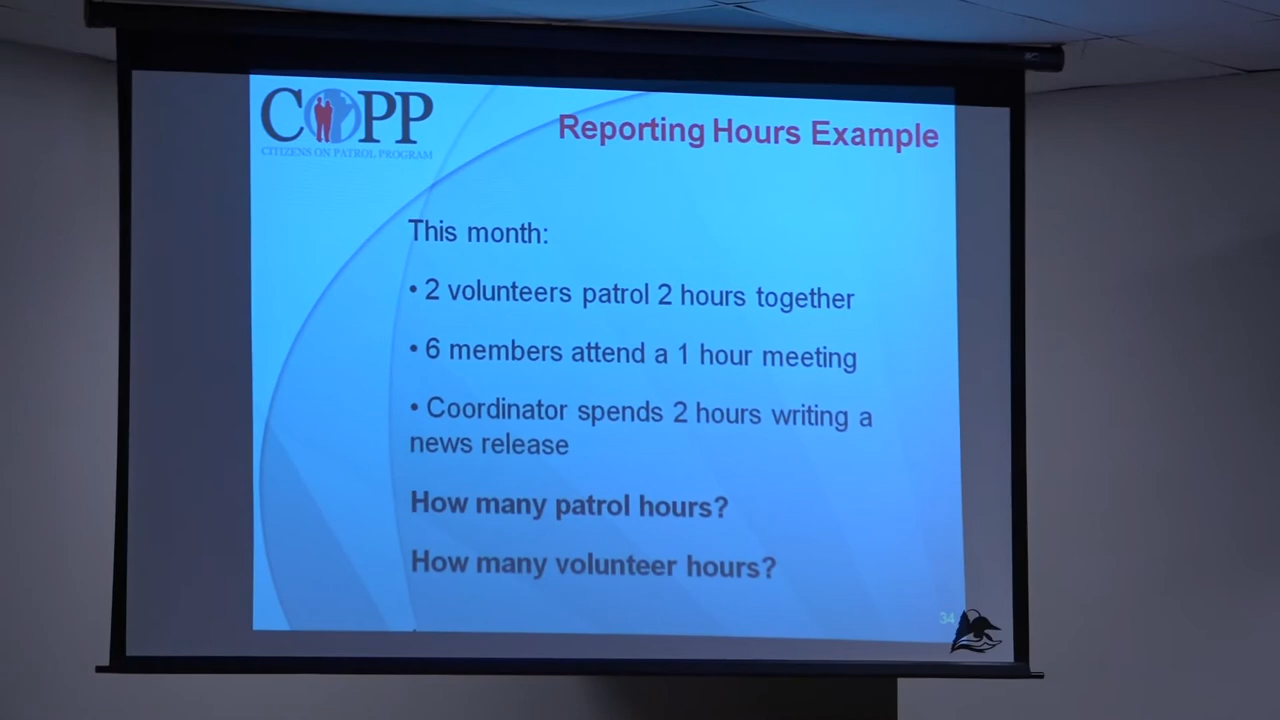 COPP
CITIZENS ON PATROL PROGRAM
Reporting Hours Example
This month:
• 2 volunteers patrol 2 hours together
• 6 members attend a 1 hour meeting
• Coordinator spends 2 hours writing a
news release
How many patrol hours?
How many volunteer hours?
34